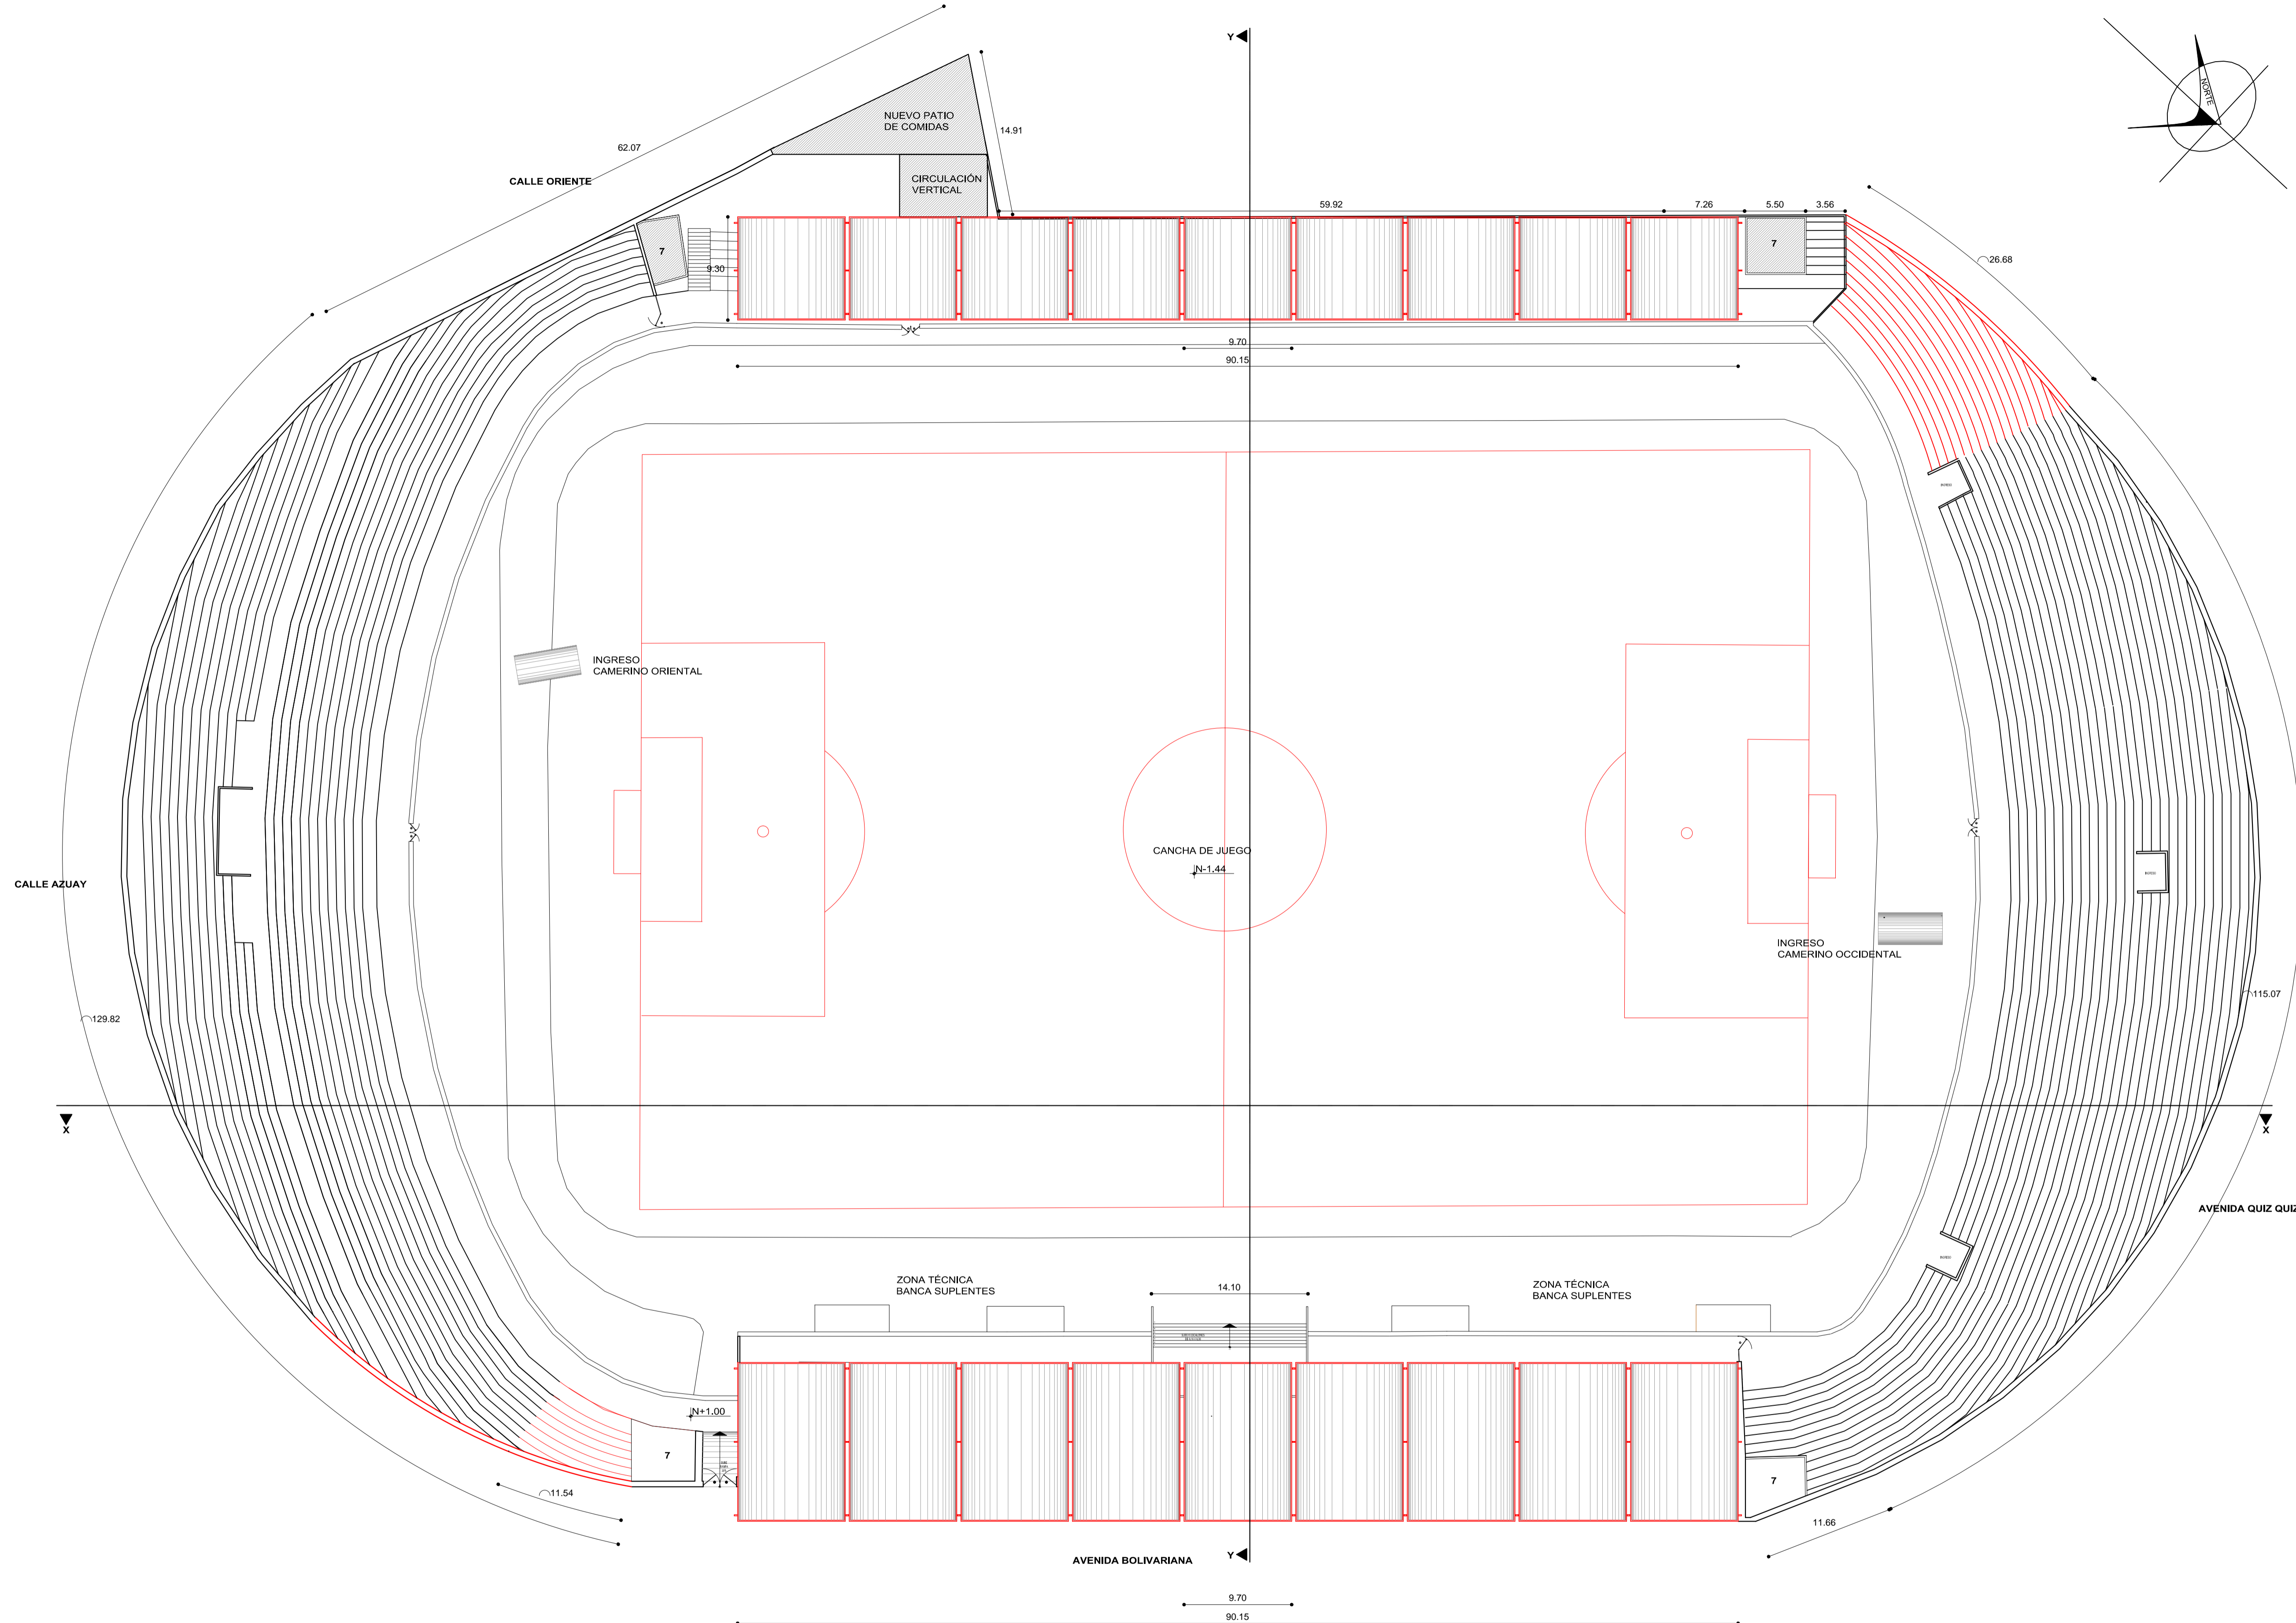 Y
NORTE
NUEVO PATIO
DE COMIDAS
14.91
62.07
CALLE ORIENTE
CIRCULACIÓN
VERTICAL
59.92
7.26
5.50
3.56
7
7
9.30
26.68
9.70
90.15
INGRESO
CAMERINO ORIENTAL
CANCHA DE JUEGO
N-1.44
CALLE AZUAY
INGRESO
CAMERINO OCCIDENTAL
129.82
115.07
X
X
AVENIDA QUIZ QUIZ
ZONA TÉCNICA
BANCA SUPLENTES
14.10
ZONA TÉCNICA
BANCA SUPLENTES
N+1.00
7
7
11.54
11.66
AVENIDA BOLIVARIANA
Y
9.70
90.15